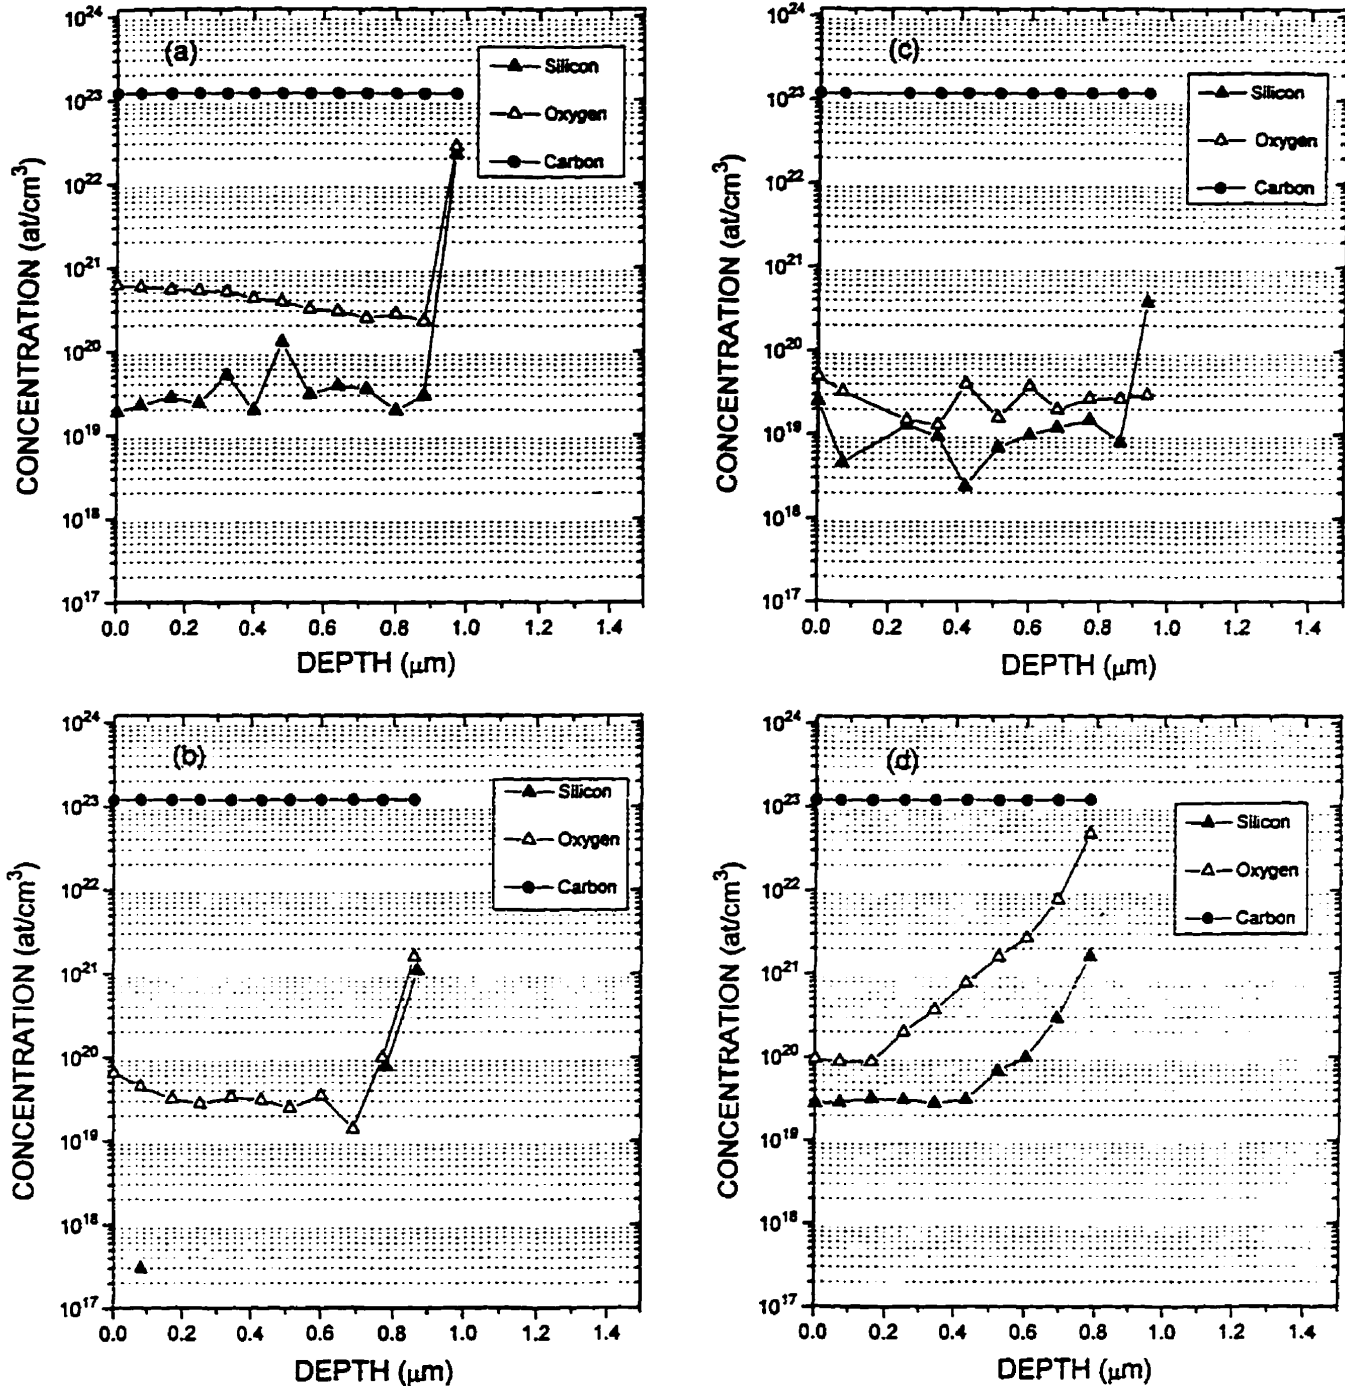 (a)
Silicon
Oxygen
Carbon
10^24
10^23
10^22
10^21
10^20
10^19
10^18
10^17
CONCENTRATION (at/cm^3)
0.0 0.2 0.4 0.6 0.8 1.0 1.2 1.4
DEPTH (μm)
(c)
Silicon
Oxygen
Carbon
10^24
10^23
10^22
10^21
10^20
10^19
10^18
10^17
CONCENTRATION (at/cm^3)
0.0 0.2 0.4 0.6 0.8 1.0 1.2 1.4
DEPTH (μm)
(b)
Silicon
Oxygen
Carbon
10^24
10^23
10^22
10^21
10^20
10^19
10^18
10^17
CONCENTRATION (at/cm^3)
0.0 0.2 0.4 0.6 0.8 1.0 1.2 1.4
DEPTH (μm)
(d)
Silicon
Oxygen
Carbon
10^24
10^23
10^22
10^21
10^20
10^19
10^18
10^17
CONCENTRATION (at/cm^3)
0.0 0.2 0.4 0.6 0.8 1.0 1.2 1.4
DEPTH (μm)